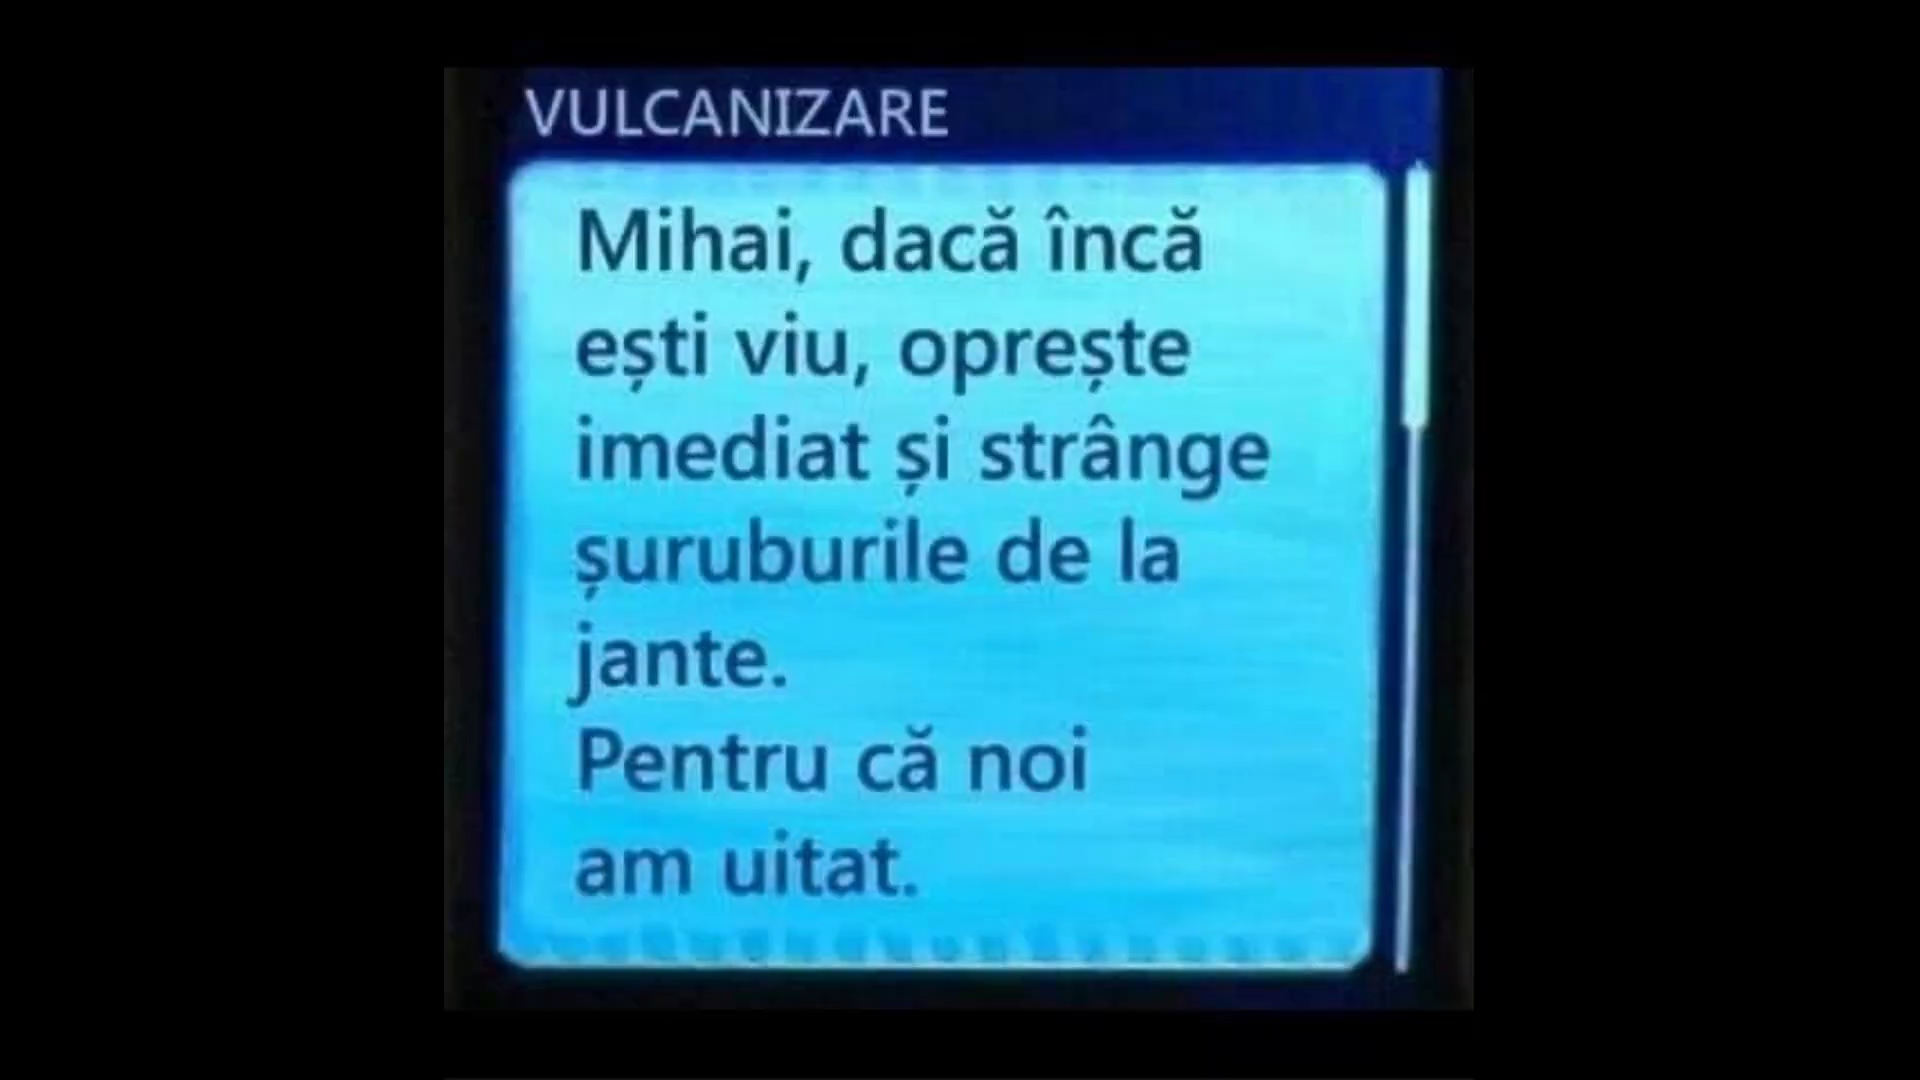 VULCANIZARE
Mihai, dacă încă
ești viu, oprește
imediat și strânge
șuruburile de la
jante.
Pentru că noi
am uitat.